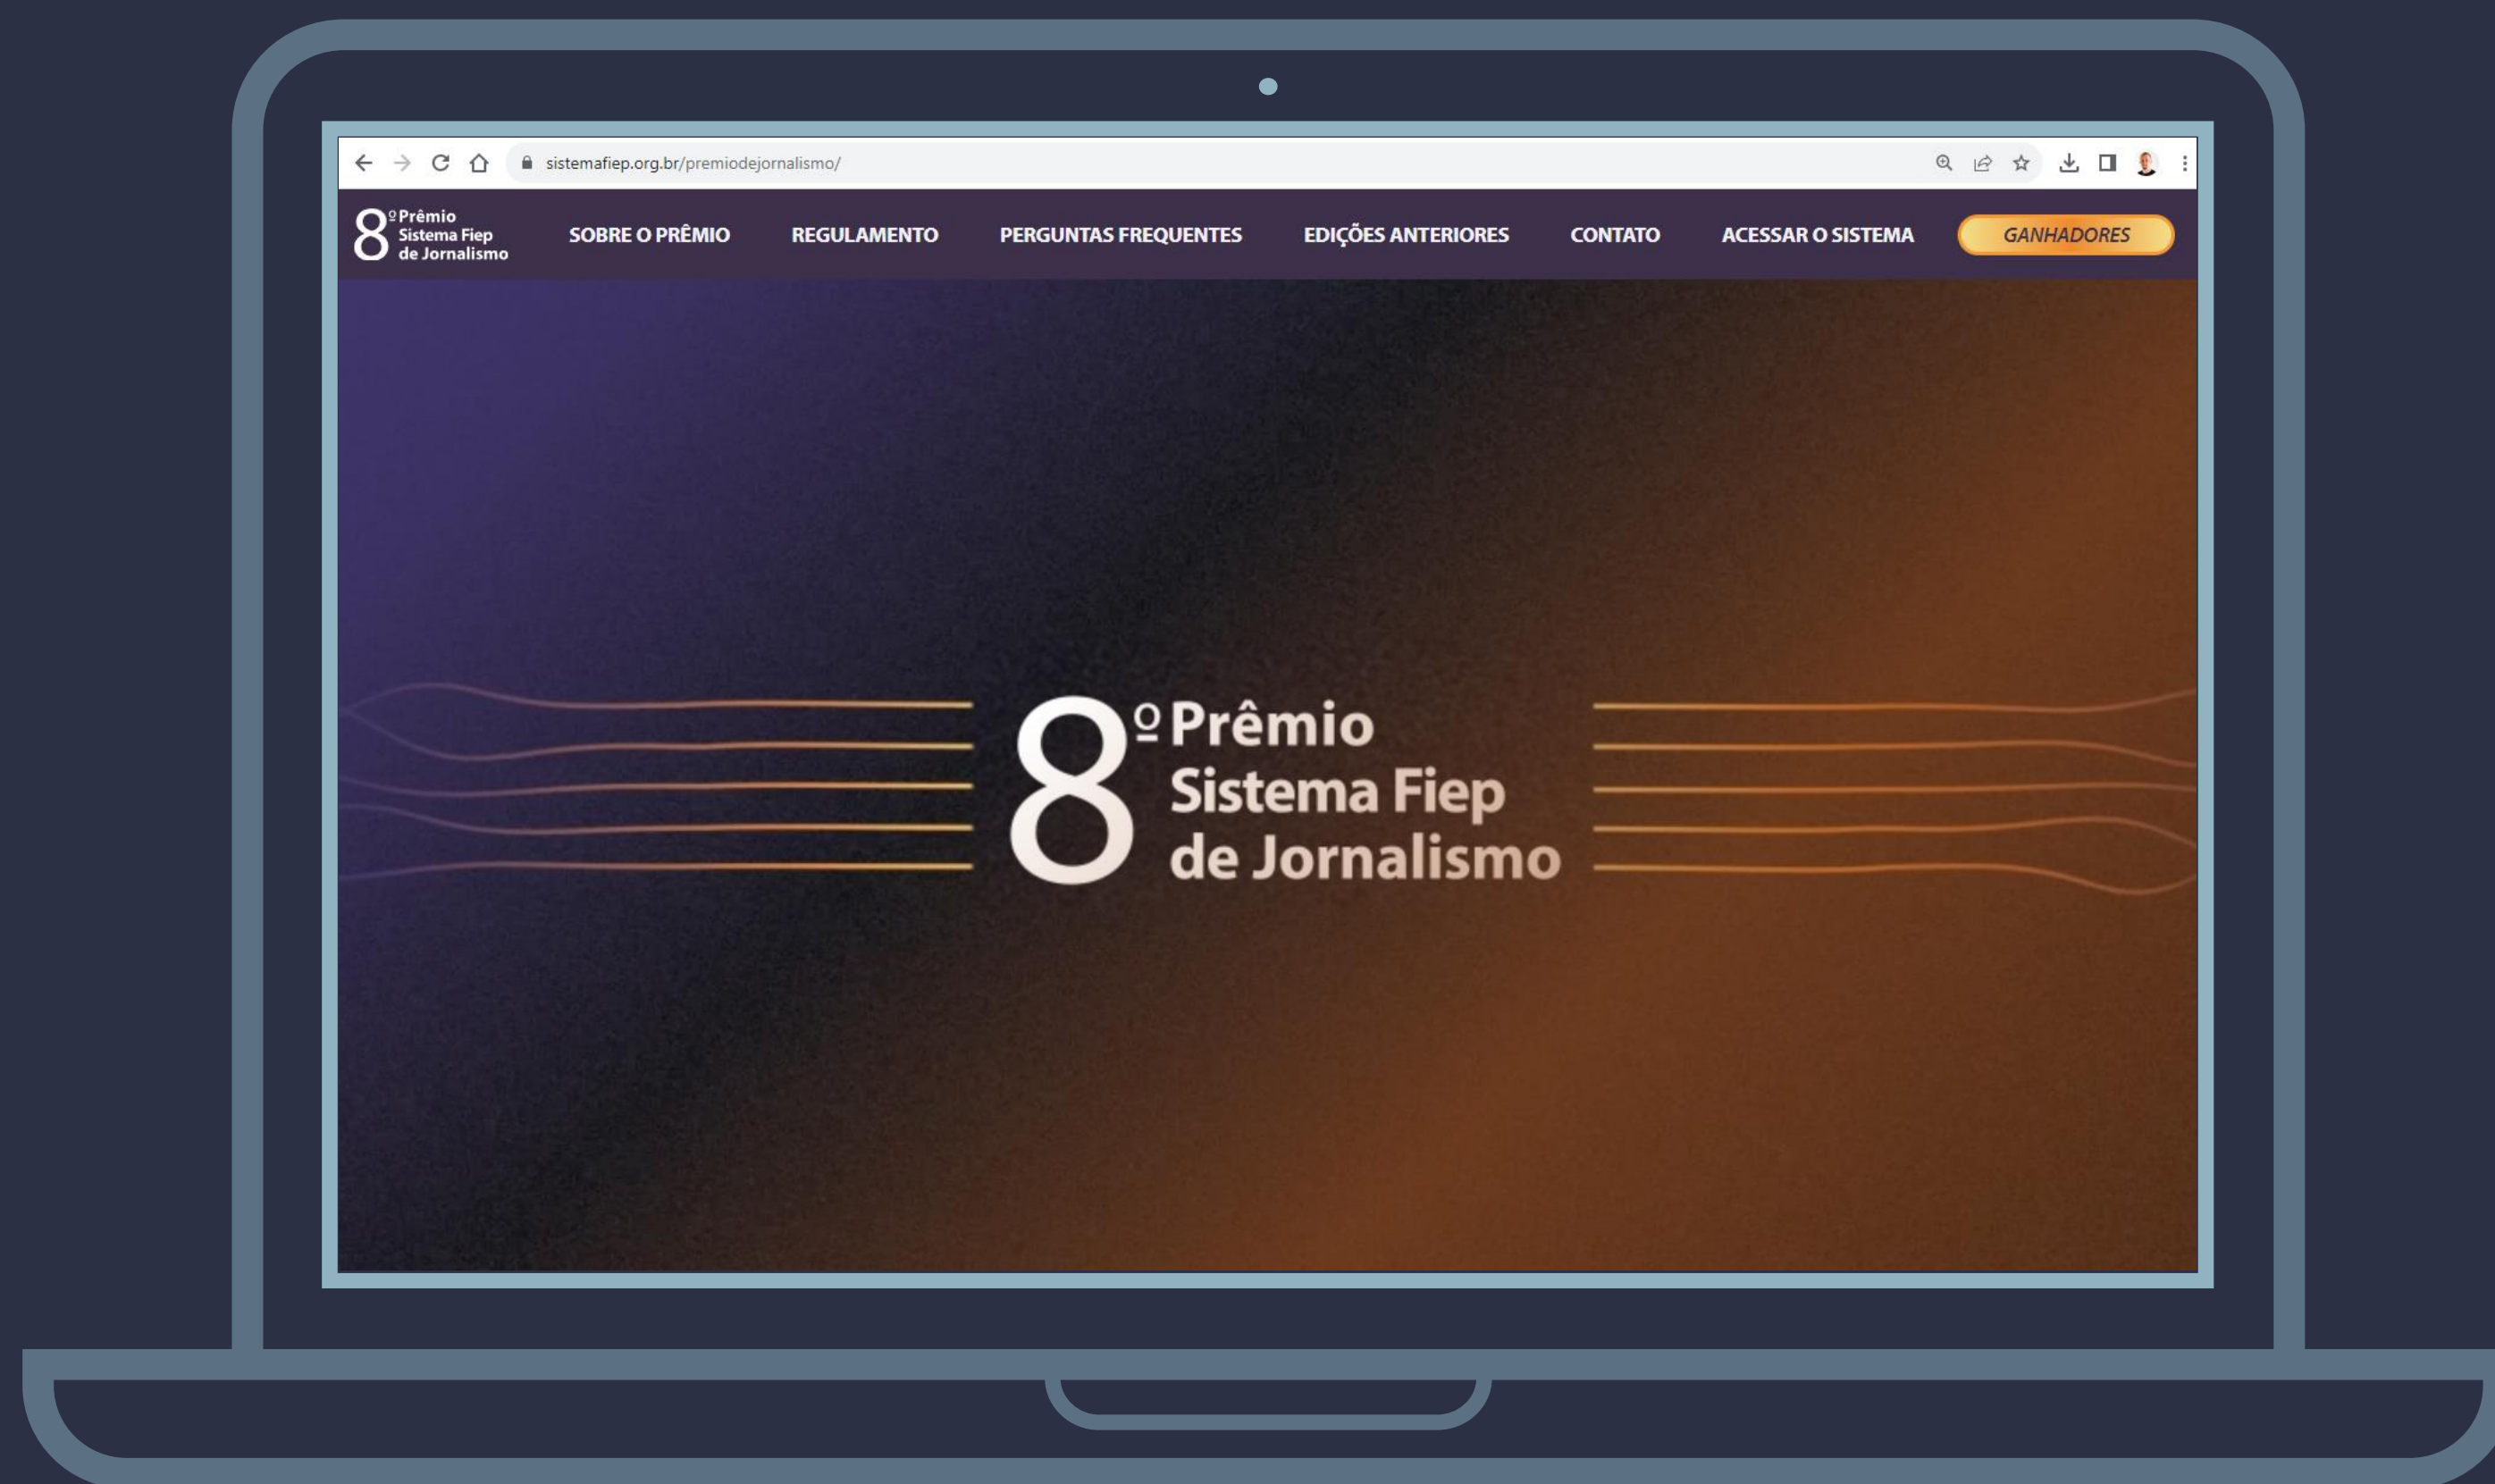 sistemafiep.org.br/premiodejornalismo/
8º Prêmio
Sistema Fiep
de Jornalismo
SOBRE O PRÊMIO
REGULAMENTO
PERGUNTAS FREQUENTES
EDIÇÕES ANTERIORES
CONTATO
ACESSAR O SISTEMA
GANHADORES
8º Prêmio
Sistema Fiep
de Jornalismo